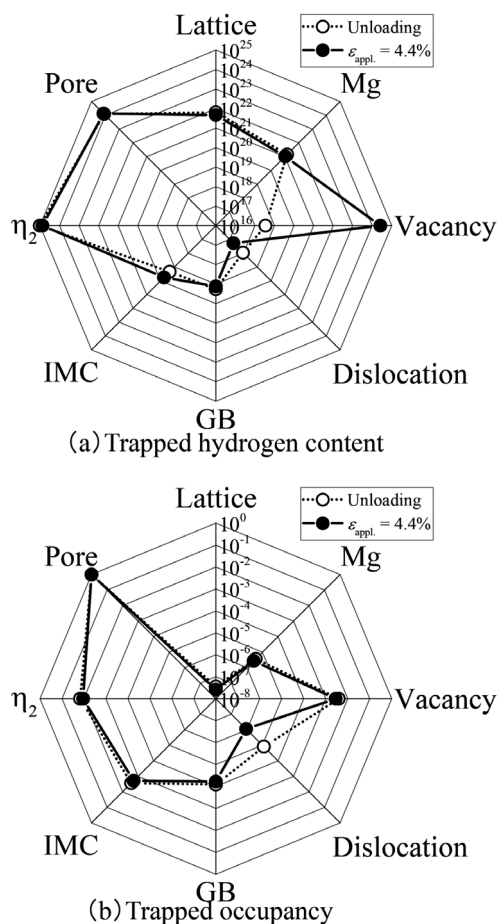 Lattice
Unloading
ε appl. = 4.4%
Pore
Mg
10^25
10^24
10^23
10^22
10^21
10^20
10^19
10^18
10^17
10^16
η2
Vacancy
IMC
Dislocation
GB
(a) Trapped hydrogen content
Lattice
Unloading
ε appl. = 4.4%
Pore
Mg
10^0
10^-1
10^-2
10^-3
10^-4
10^-5
10^-6
10^-7
10^-8
η2
Vacancy
IMC
Dislocation
GB
(b) Trapped occupancy